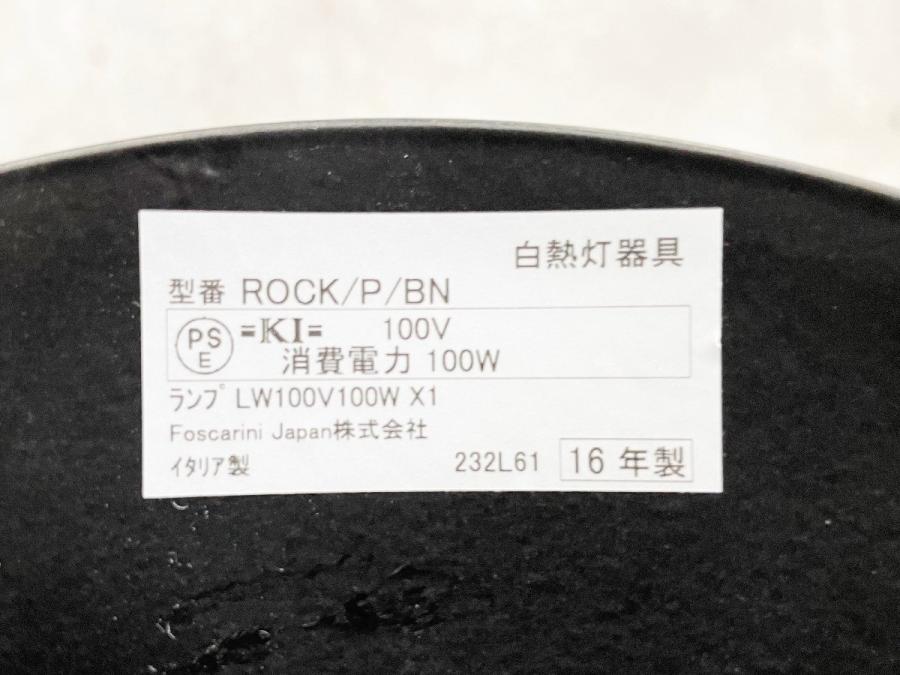 白熱灯器具
型番 ROCK/P/BN
PS
E
=KI= 100V
消費電力 100W
ランプ LW100V100W X1
Foscarini Japan株式会社
イタリア製 232L61 16 年製